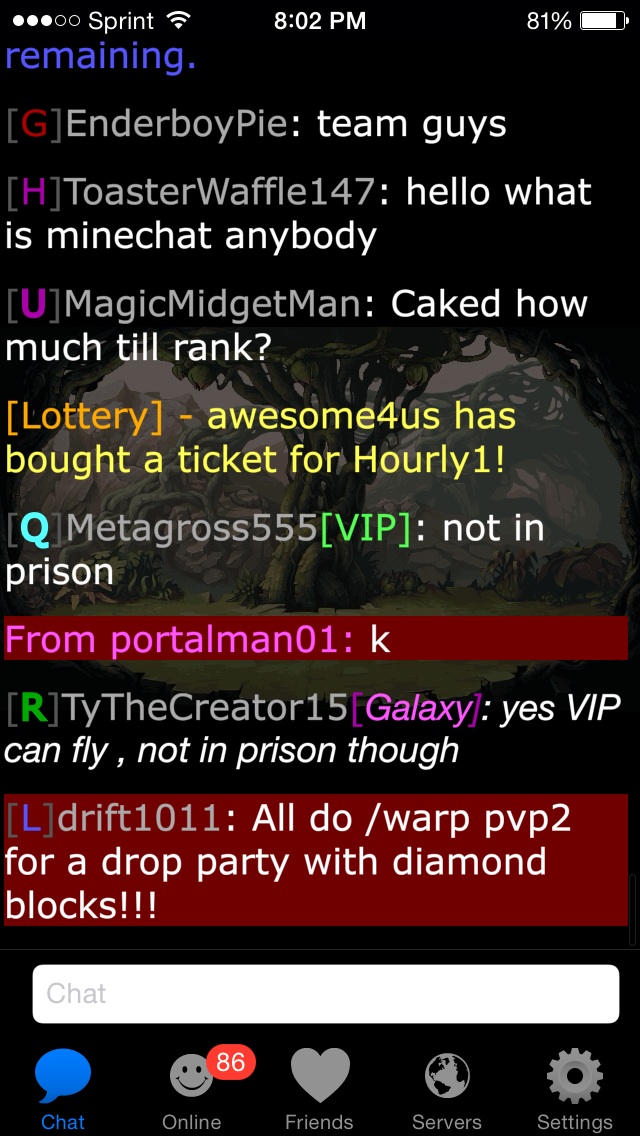 Sprint 8:02 PM 81%
remaining.
[G]EnderboyPie: team guys
[H]ToasterWaffle147: hello what
is minechat anybody
[U]MagicMidgetMan: Caked how
much till rank?
[Lottery] - awesome4us has
bought a ticket for Hourly1!
[Q]Metagross555[VIP]: not in
prison
From portalman01: k
[R]TyTheCreator15[Galaxy]: yes VIP
can fly , not in prison though
[L]drift1011: All do /warp pvp2
for a drop party with diamond
blocks!!!
Chat
86
Chat Online Friends Servers Settings